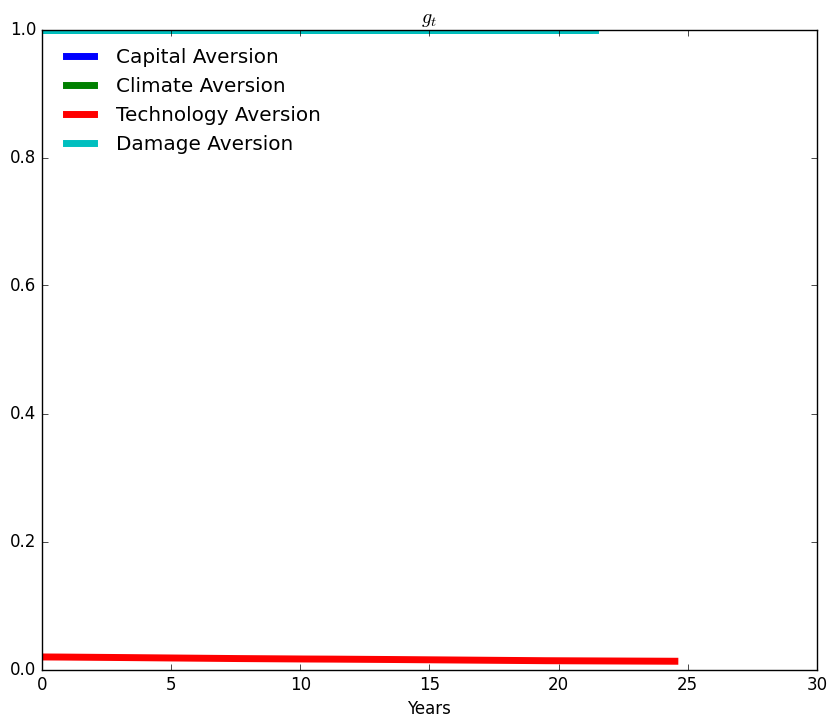 g_t
1.0
Capital Aversion
Climate Aversion
Technology Aversion
Damage Aversion
0.8
0.6
0.4
0.2
0.0
0 5 10 15 20 25 30
Years